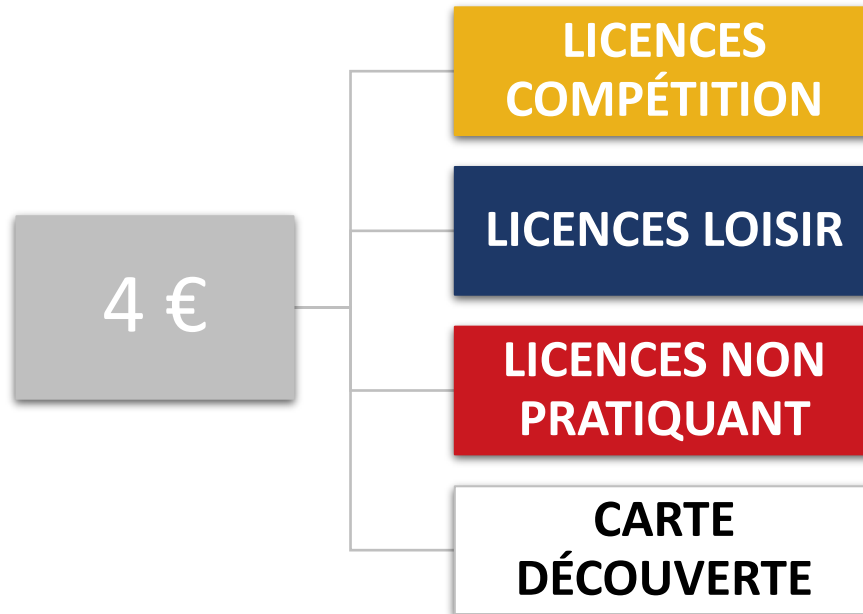 4 €
LICENCES
COMPÉTITION
LICENCES LOISIR
LICENCES NON
PRATIQUANT
CARTE
DÉCOUVERTE